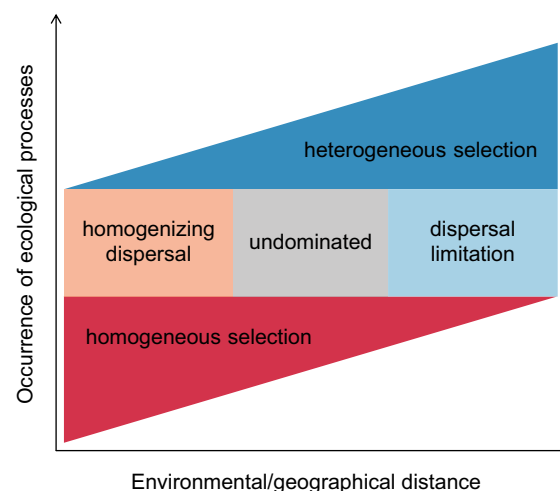 Occurrence of ecological processes
heterogeneous selection
homogenizing
dispersal
undominated
dispersal
limitation
homogeneous selection
Environmental/geographical distance